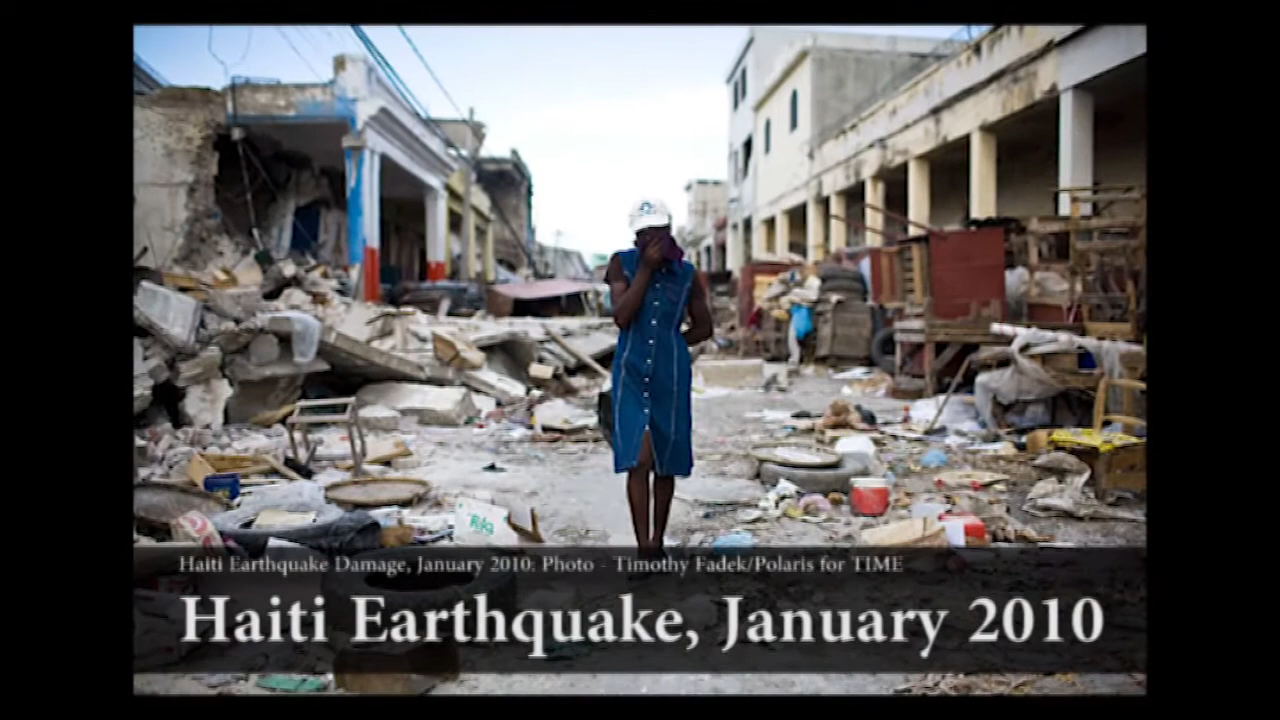 Haiti Earthquake Damage, January 2010. Photo - Timothy Fadek/Polaris for TIME
Haiti Earthquake, January 2010